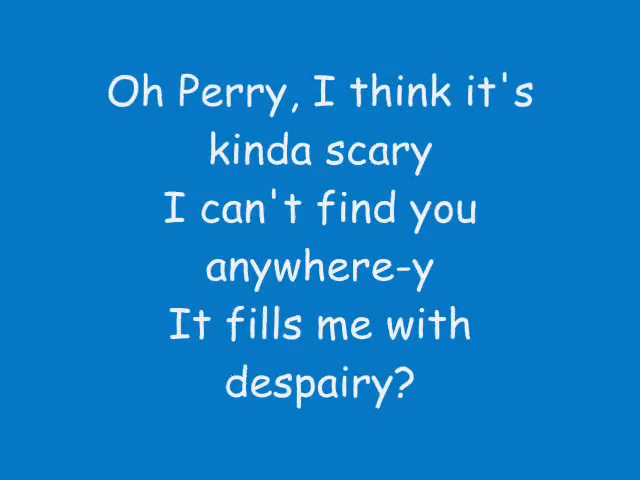 Oh Perry, I think it's
kinda scary
I can't find you
anywhere-y
It fills me with
despairy?